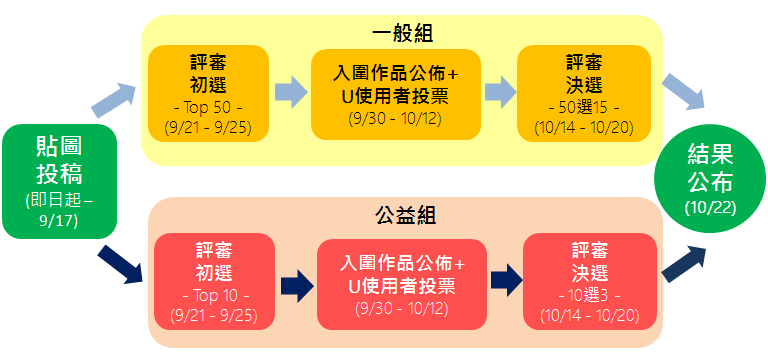 貼圖
投稿
(即日起 –
9/17)
一般組
評審
初選
- Top 50 -
(9/21 - 9/25)
入圍作品公佈+
U使用者投票
(9/30 - 10/12)
評審
決選
- 50選15 -
(10/14 - 10/20)
公益組
評審
初選
- Top 10 -
(9/21 - 9/25)
入圍作品公佈+
U使用者投票
(9/30 - 10/12)
評審
決選
- 10選3 -
(10/14 - 10/20)
結果
公布
(10/22)